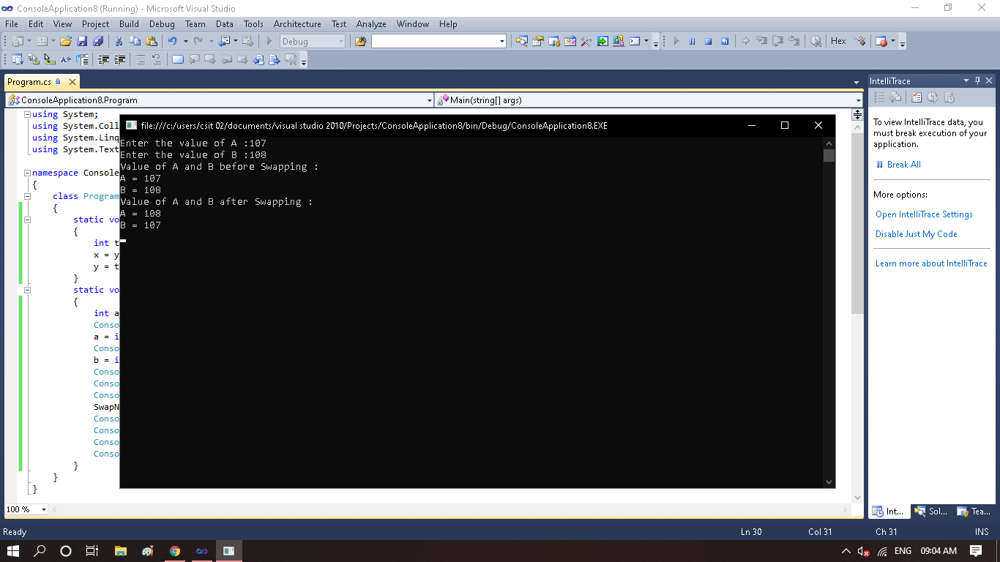 ConsoleApplication8 (Running) - Microsoft Visual Studio
File Edit View Project Build Debug Team Data Tools Architecture Test Analyze Window Help
Debug
Hex
Program.cs
IntelliTrace
ConsoleApplication8.Program
Main(string[] args)
using System;
using System.Coll
using System.Linq
using System.Text
namespace Console
{
class Program
{
static vo
{
int t
x = y
y = t
}
static vo
{
int a
Conso
a = i
Conso
b = i
Conso
Conso
Conso
SwapN
Conso
Conso
Conso
Conso
}
}
}
file:///c:/users/csit 02/documents/visual studio 2010/Projects/ConsoleApplication8/bin/Debug/ConsoleApplication8.EXE
Enter the value of A :107
Enter the value of B :108
Value of A and B before Swapping :
A = 107
B = 108
Value of A and B after Swapping :
A = 108
B = 107
To view IntelliTrace data, you
must break execution of your
application.
Break All
More options:
Open IntelliTrace Settings
Disable Just My Code
Learn more about IntelliTrace
100 %
Int... Sol... Tea...
Ready
Ln 30 Col 31 Ch 31 INS
ENG 09:04 AM